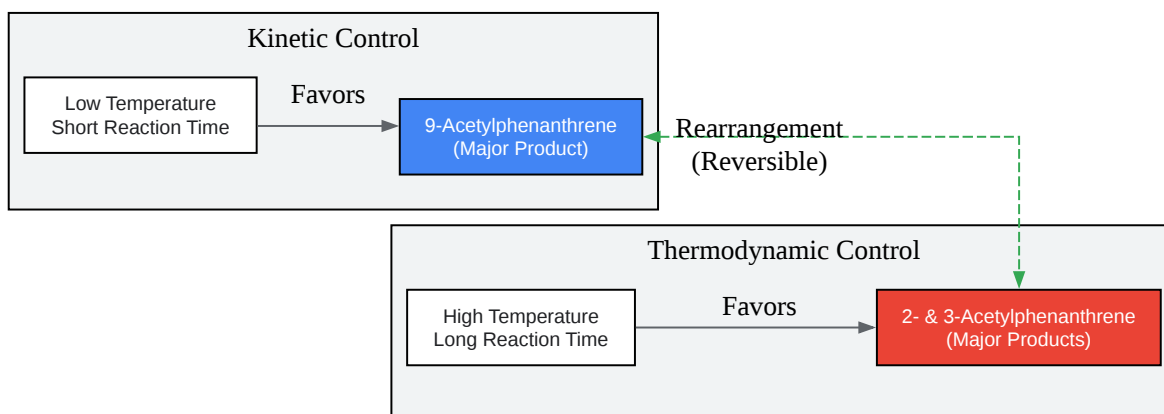 Kinetic Control
Low Temperature
Short Reaction Time
Favors
9-Acetylphenanthrene
(Major Product)
Rearrangement
(Reversible)
Thermodynamic Control
High Temperature
Long Reaction Time
Favors
2- & 3-Acetylphenanthrene
(Major Products)